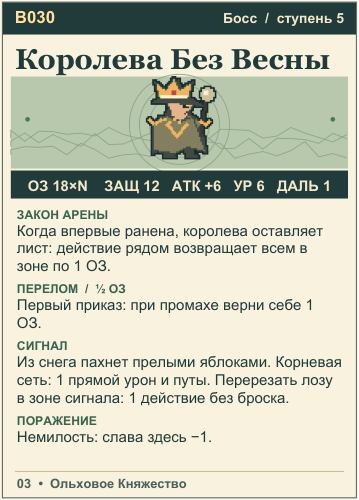 B030
Босс / ступень 5
Королева Без Весны
ОЗ 18×N ЗАЩ 12 АТК +6 УР 6 ДАЛЬ 1
ЗАКОН АРЕНЫ
Когда впервые ранена, королева оставляет
лист: действие рядом возвращает всем в
зоне по 1 ОЗ.
ПЕРЕЛОМ / ½ ОЗ
Первый приказ: при промахе верни себе 1
ОЗ.
СИГНАЛ
Из снега пахнет прелыми яблоками. Корневая
сеть: 1 прямой урон и путы. Перерезать лозу
в зоне сигнала: 1 действие без броска.
ПОРАЖЕНИЕ
Немилость: слава здесь −1.
03 • Ольховое Княжество